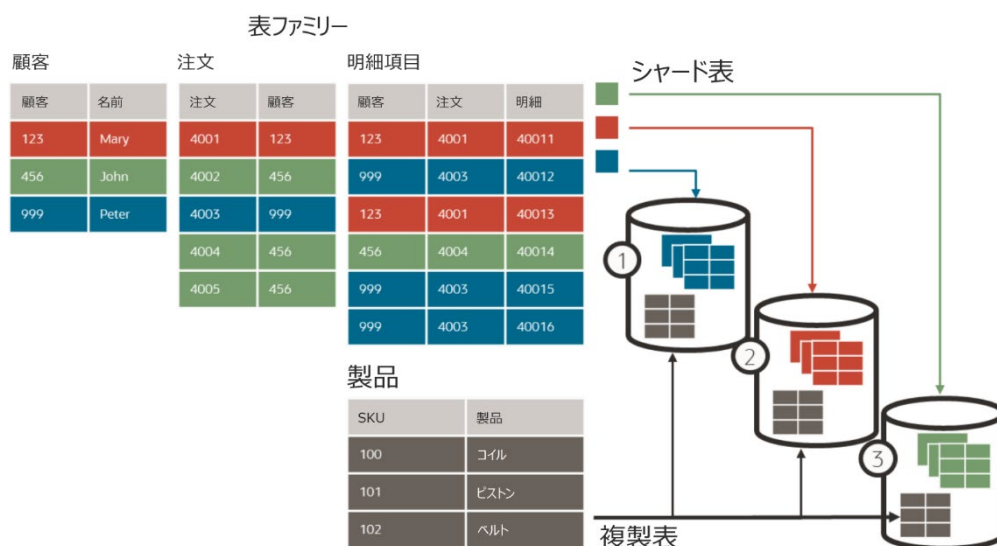 表ファミリー
顧客
顧客 名前
123 Mary
456 John
999 Peter
注文
注文 顧客
4001 123
4002 456
4003 999
4004 456
4005 456
明細項目
顧客 注文 明細
123 4001 40011
999 4003 40012
123 4001 40013
456 4004 40014
999 4003 40015
999 4003 40016
製品
SKU 製品
100 コイル
101 ピストン
102 ベルト
シャード表
1
2
3
複製表